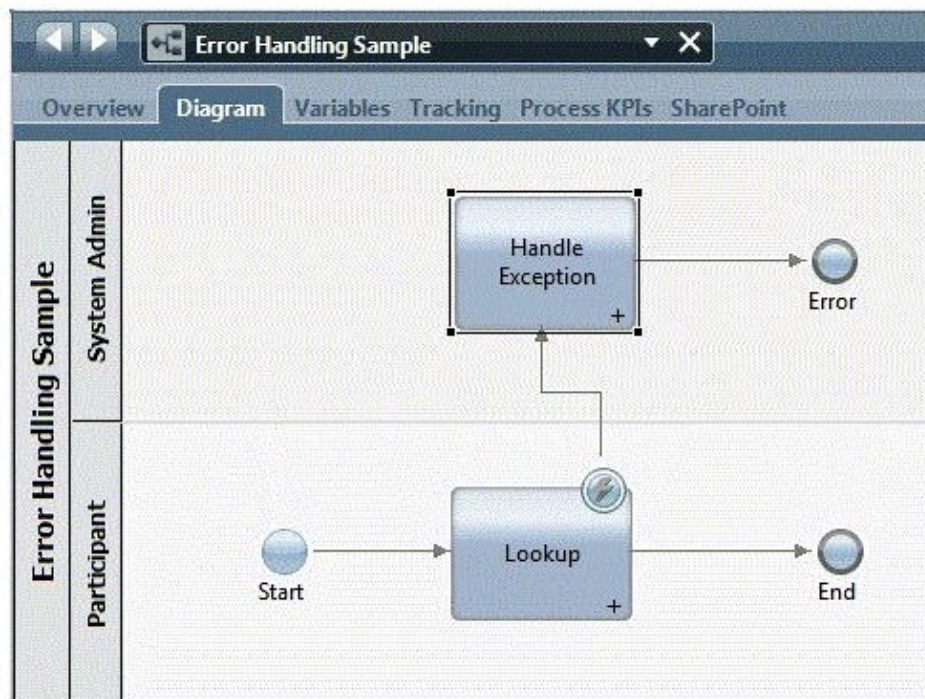 Error Handling Sample
Overview Diagram Variables Tracking Process KPIs SharePoint
Error Handling Sample
System Admin
Handle
Exception
+
Error
Participant
Start
Lookup
+
End